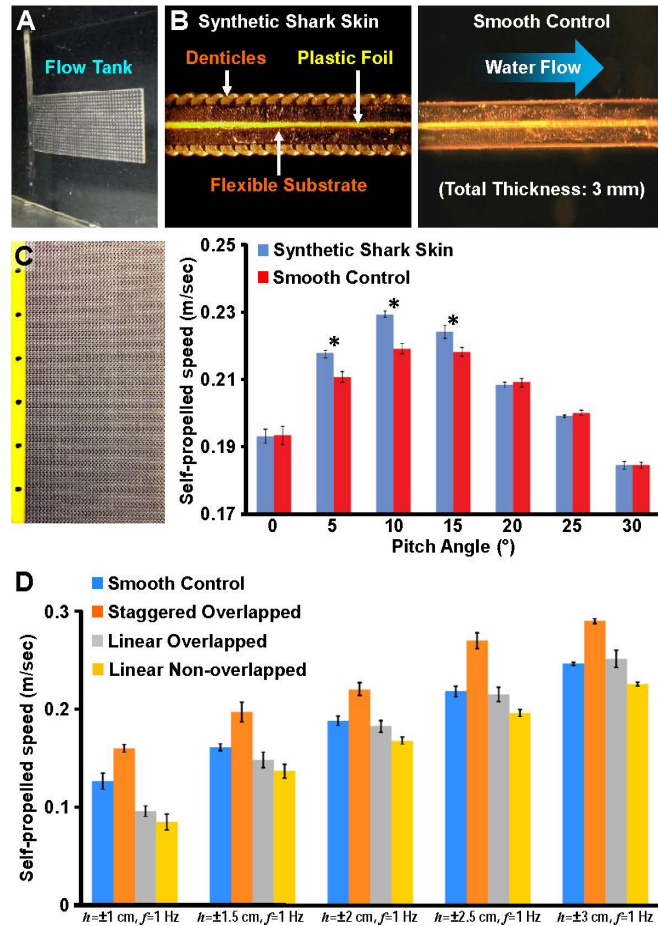 A
Flow Tank
B
Synthetic Shark Skin
Denticles
Plastic Foil
Flexible Substrate
Smooth Control
Water Flow
(Total Thickness: 3 mm)
C
Self-propelled speed (m/sec)
0.25
0.23
0.21
0.19
0.17
Synthetic Shark Skin
Smooth Control
*
*
*
0 5 10 15 20 25 30
Pitch Angle (°)
D
Smooth Control
Staggered Overlapped
Linear Overlapped
Linear Non-overlapped
Self-propelled speed (m/sec)
0.3
0.2
0.1
0
h=±1 cm, f=1 Hz h=±1.5 cm, f=1 Hz h=±2 cm, f=1 Hz h=±2.5 cm, f=1 Hz h=±3 cm, f=1 Hz